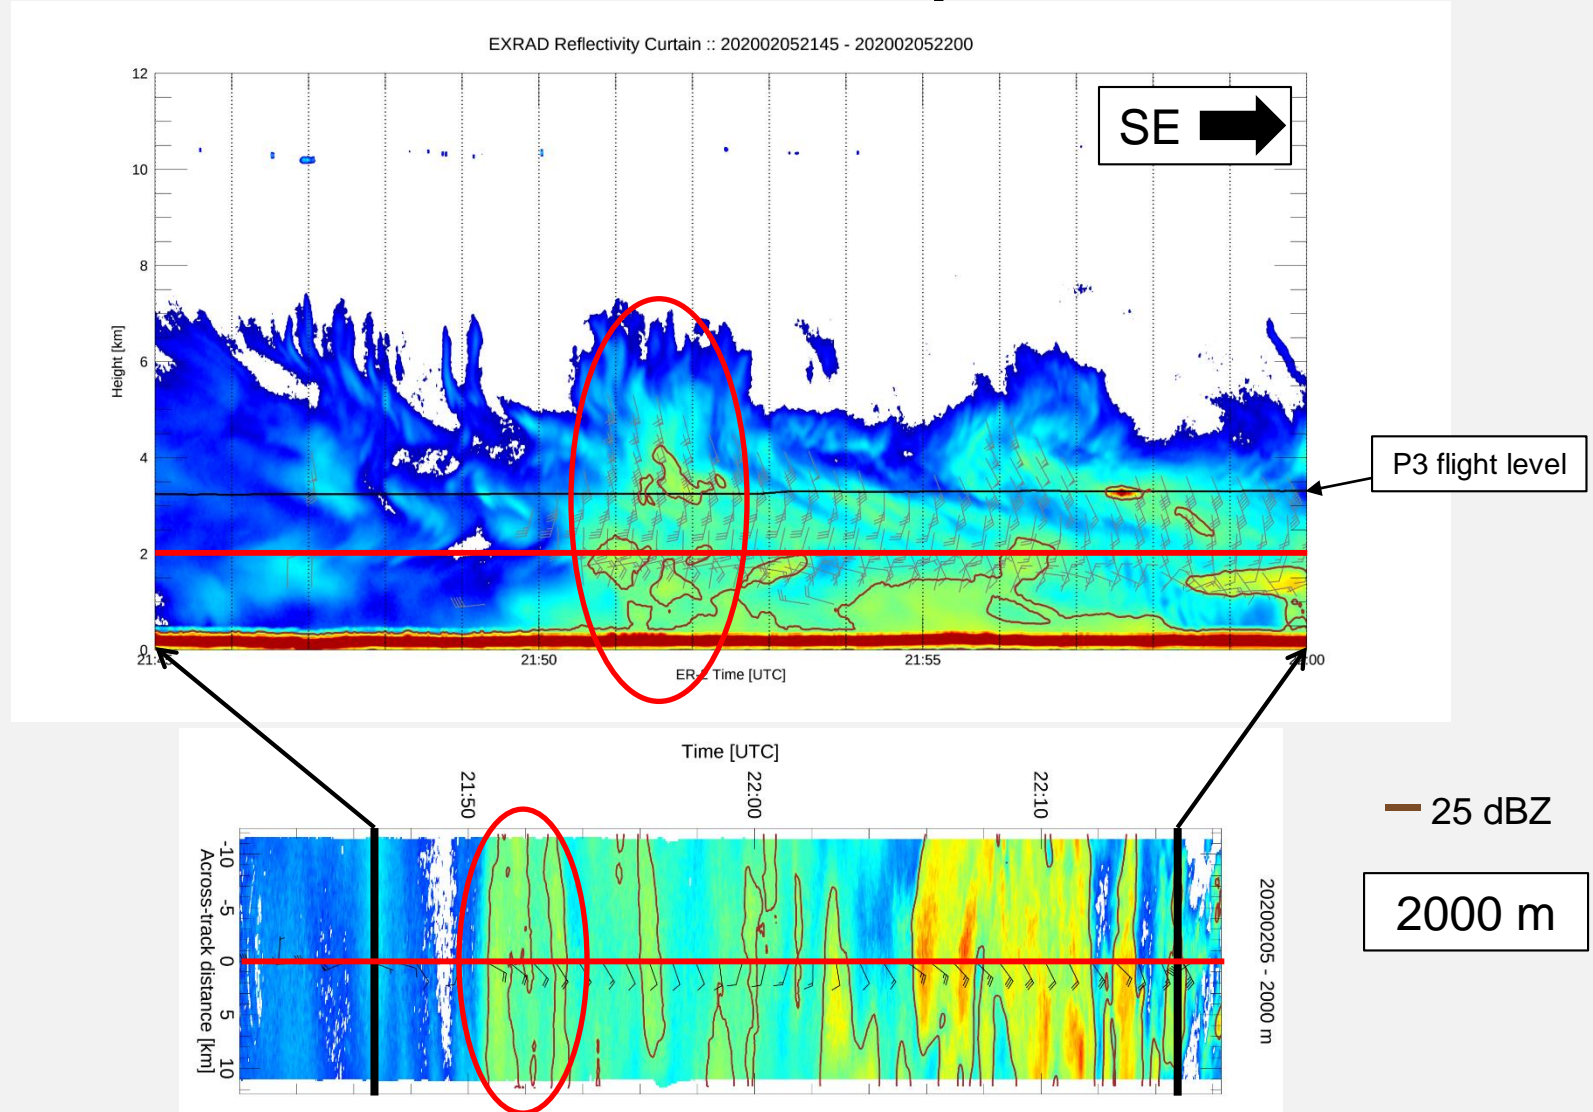 EXRAD Reflectivity Curtain :: 202002052145 - 202002052200
SE
12
10
8
6
4
2
0
Height [km]
P3 flight level
21:50
21:55
ER-2 Time [UTC]
Time [UTC]
21:50
22:00
22:10
-10
-5
0
5
10
Across-track distance [km]
20200205 - 2000 m
25 dBZ
2000 m